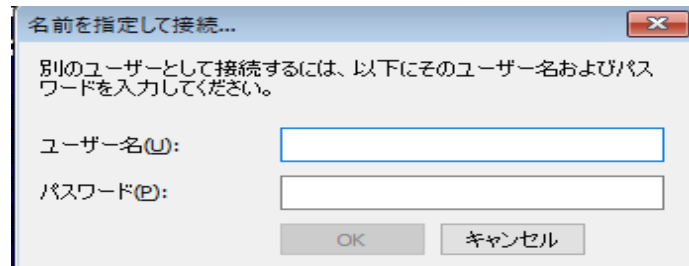 名前を指定して接続...
別のユーザーとして接続するには、以下にそのユーザー名およびパス
ワードを入力してください。
ユーザー名(U):
パスワード(P):
OK キャンセル